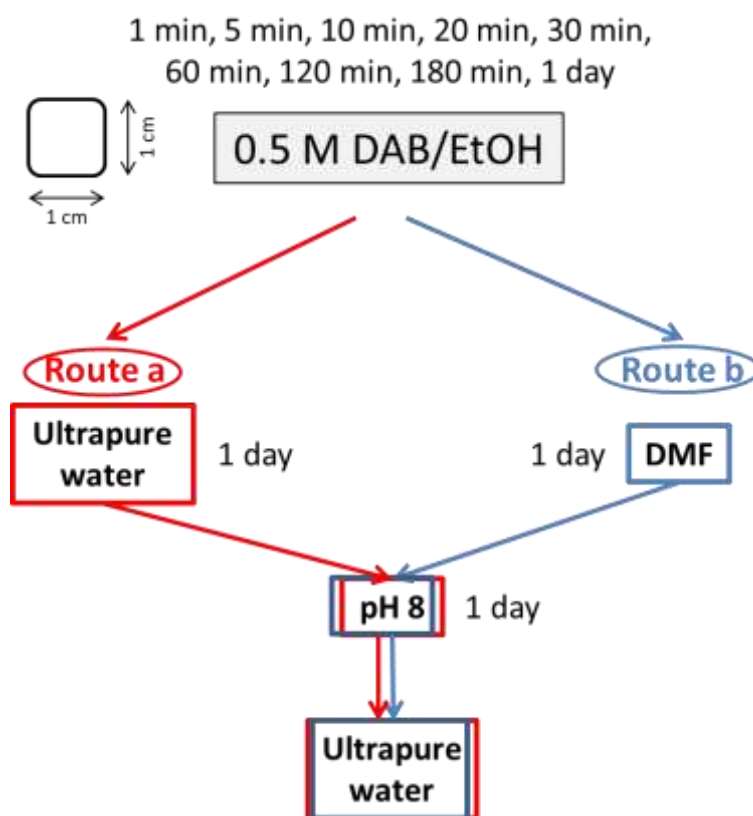 1 min, 5 min, 10 min, 20 min, 30 min,
60 min, 120 min, 180 min, 1 day
1 cm
1 cm
0.5 M DAB/EtOH
Route a
Route b
Ultrapure
water
1 day
1 day
DMF
pH 8
1 day
Ultrapure
water